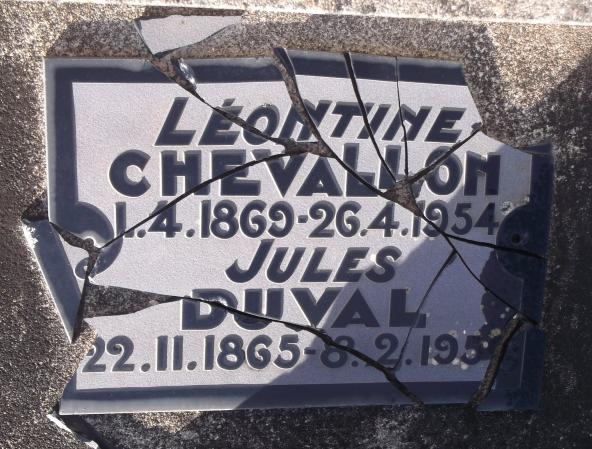 LÉONTINE
CHEVALLON
1.4.1869-26.4.1954
JULES
DUVAL
22.11.1865-8.2.195